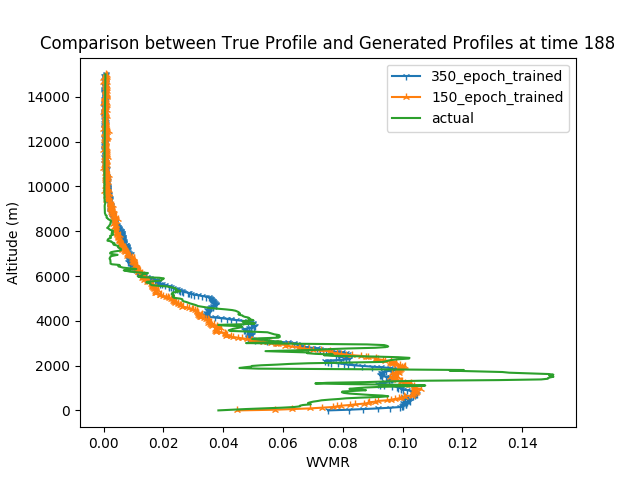 Comparison between True Profile and Generated Profiles at time 188
350_epoch_trained
150_epoch_trained
actual
Altitude (m)
14000
12000
10000
8000
6000
4000
2000
0
0.00 0.02 0.04 0.06 0.08 0.10 0.12 0.14
WVMR